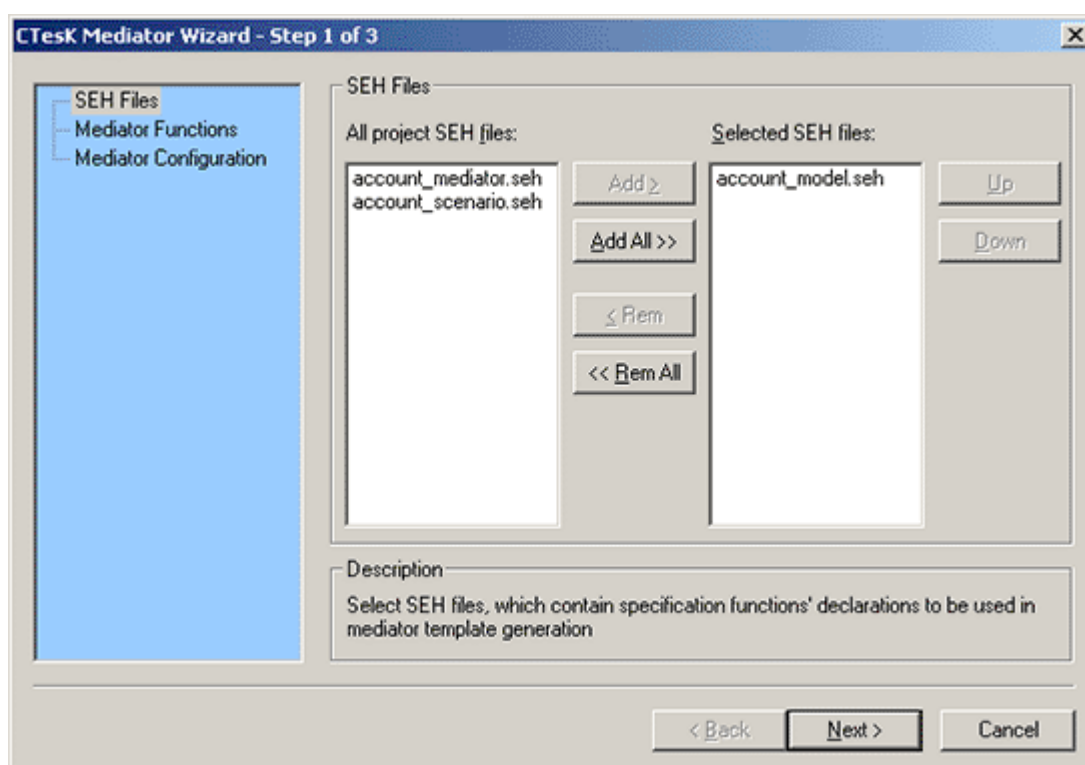 CTesK Mediator Wizard - Step 1 of 3
SEH Files
Mediator Functions
Mediator Configuration
SEH Files
All project SEH files:
account_mediator.seh
account_scenario.seh
Add >
Add All >>
< Rem
<< Rem All
Selected SEH files:
account_model.seh
Up
Down
Description
Select SEH files, which contain specification functions' declarations to be used in
mediator template generation
< Back
Next >
Cancel